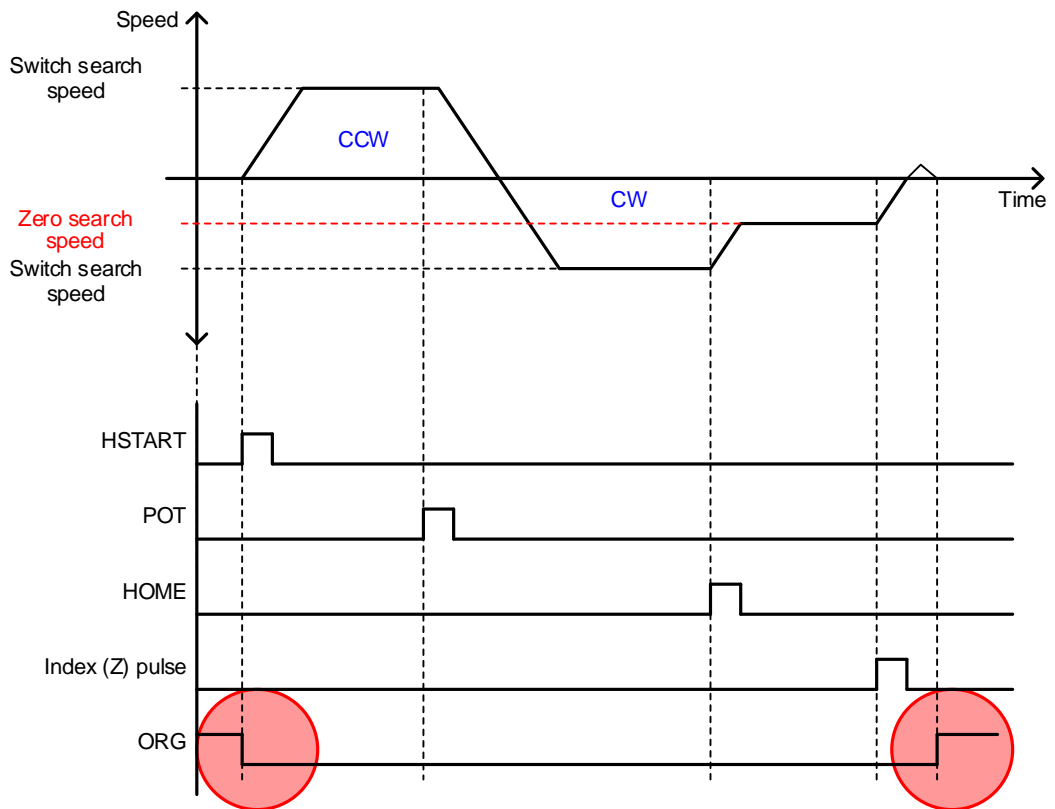 Speed
Switch search
speed
CCW
CW
Time
Zero search
speed
Switch search
speed
HSTART
POT
HOME
Index (Z) pulse
ORG